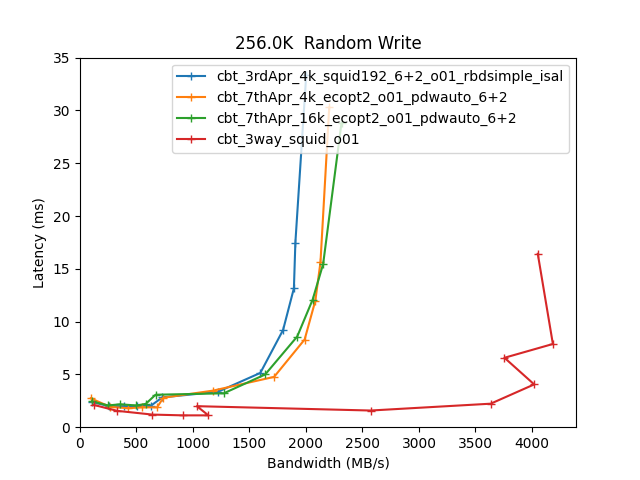 256.0K  Random Write
35
30
25
20
15
10
5
0
Latency (ms)
cbt_3rdApr_4k_squid192_6+2_o01_rbdsimple_isal
cbt_7thApr_4k_ecopt2_o01_pdwauto_6+2
cbt_7thApr_16k_ecopt2_o01_pdwauto_6+2
cbt_3way_squid_o01
0 500 1000 1500 2000 2500 3000 3500 4000
Bandwidth (MB/s)